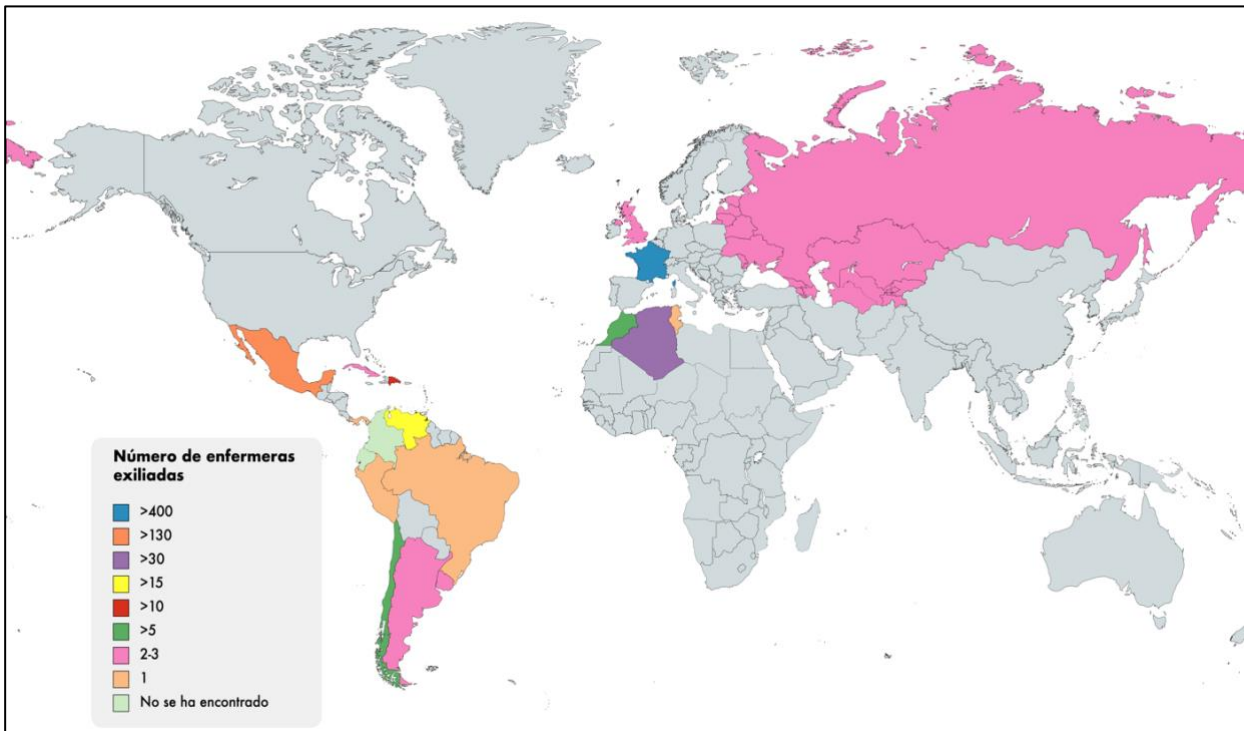 Número de enfermeras
exiliadas
>400
>130
>30
>15
>10
>5
2-3
1
No se ha encontrado